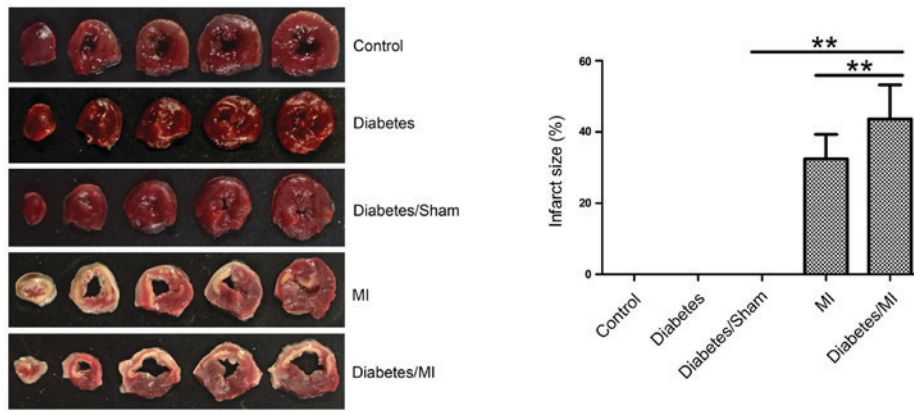 Control
Diabetes
Diabetes/Sham
MI
Diabetes/MI
**
**
60
40
20
0
Infarct size (%)
Control
Diabetes
Diabetes/Sham
MI
Diabetes/MI